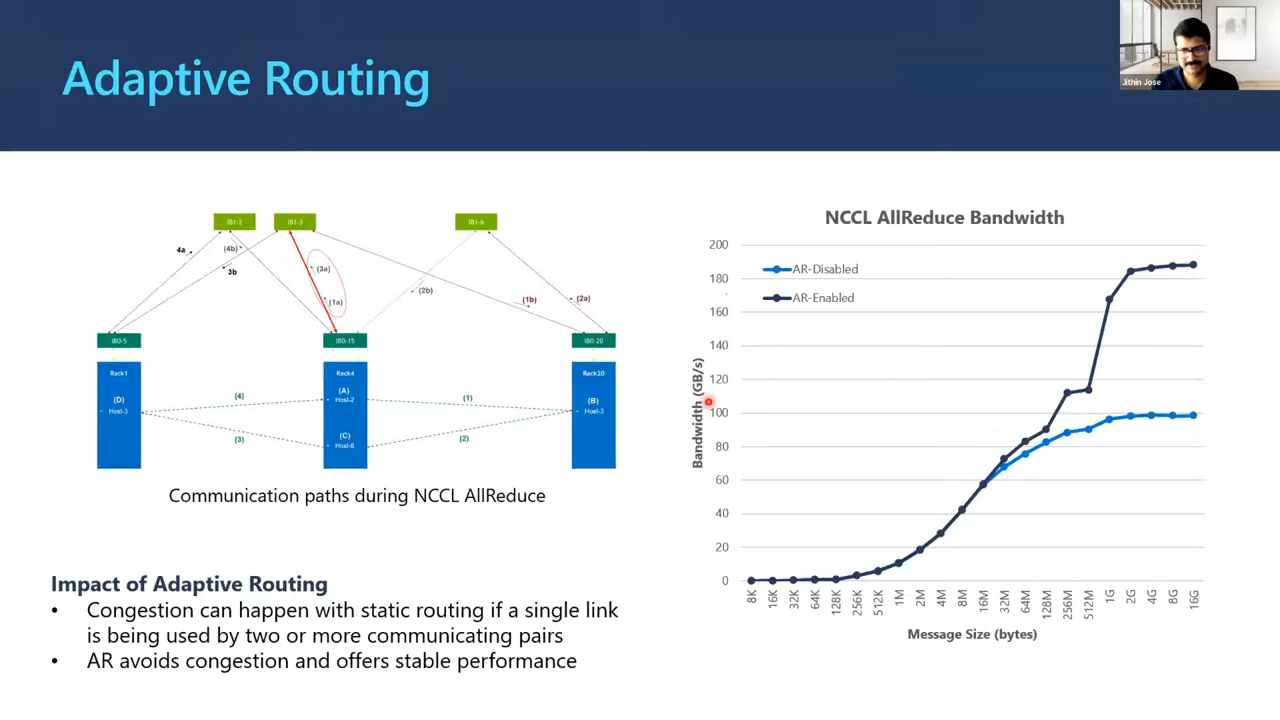 Adaptive Routing
Jithin Jose
IB1-2
IB1-3
IB1-6
4a
(4b)
3b
(3a)
(1a)
(2b)
(1b)
(2a)
IB0-5
IB0-15
IB0-20
Rack1
(D)
Host-3
Rack4
(A)
Host-2
(C)
Host-6
Rack20
(B)
Host-3
(4)
(3)
(1)
(2)
Communication paths during NCCL AllReduce
NCCL AllReduce Bandwidth
AR-Disabled
AR-Enabled
Bandwidth (GB/s)
200
180
160
140
120
100
80
60
40
20
0
8K
16K
32K
64K
128K
256K
512K
1M
2M
4M
8M
16M
32M
64M
128M
256M
512M
1G
2G
4G
8G
16G
Message Size (bytes)
Impact of Adaptive Routing
• Congestion can happen with static routing if a single link
is being used by two or more communicating pairs
• AR avoids congestion and offers stable performance